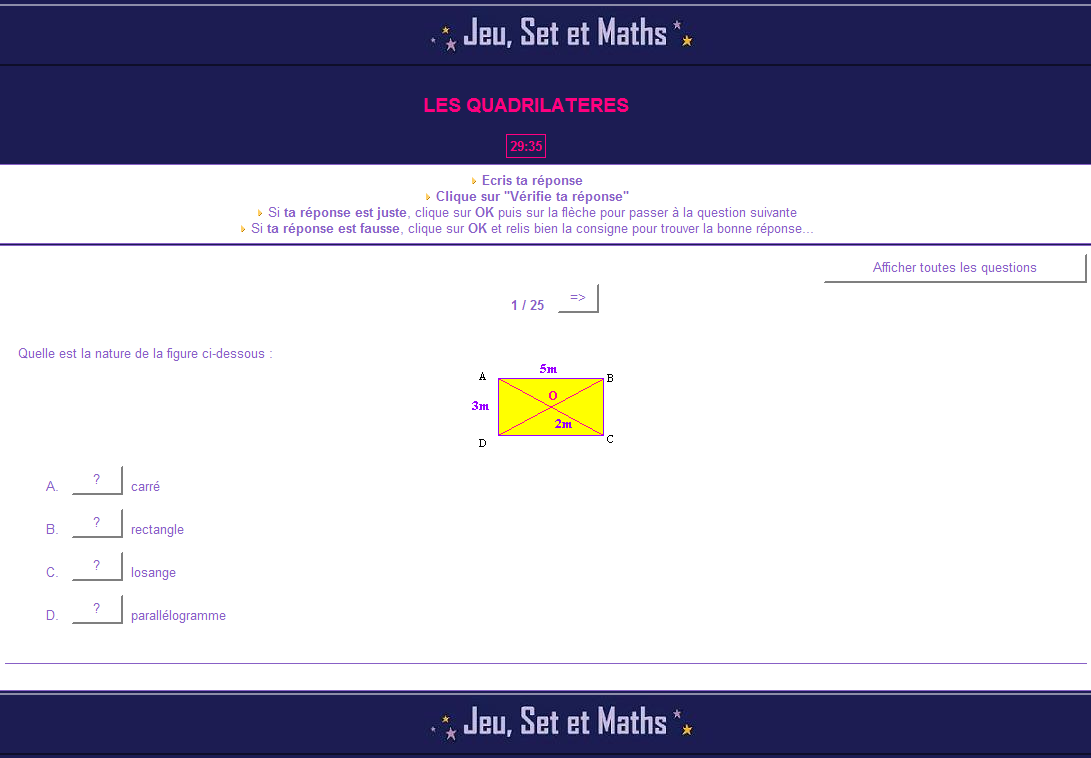 Jeu, Set et Maths
LES QUADRILATERES
29:35
Ecris ta réponse
Clique sur "Vérifie ta réponse"
Si ta réponse est juste, clique sur OK puis sur la flèche pour passer à la question suivante
Si ta réponse est fausse, clique sur OK et relis bien la consigne pour trouver la bonne réponse...
Afficher toutes les questions
1 / 25 =>
Quelle est la nature de la figure ci-dessous :
5m
A B
O
3m
2m
D C
A. ? carré
B. ? rectangle
C. ? losange
D. ? parallélogramme
Jeu, Set et Maths